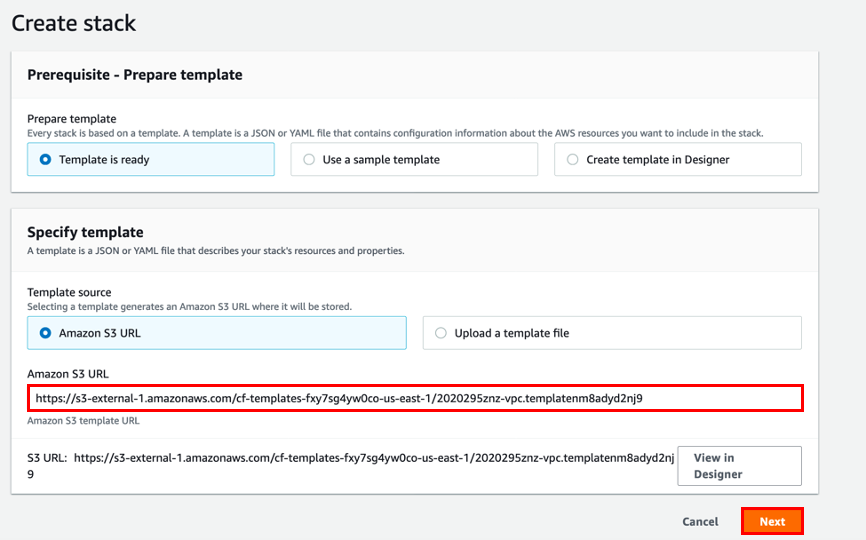 Create stack
Prerequisite - Prepare template
Prepare template
Every stack is based on a template. A template is a JSON or YAML file that contains configuration information about the AWS resources you want to include in the stack.
Template is ready
Use a sample template
Create template in Designer
Specify template
A template is a JSON or YAML file that describes your stack's resources and properties.
Template source
Selecting a template generates an Amazon S3 URL where it will be stored.
Amazon S3 URL
Upload a template file
Amazon S3 URL
https://s3-external-1.amazonaws.com/cf-templates-fxy7sg4yw0co-us-east-1/2020295znz-vpc.templatenm8adyd2nj9
Amazon S3 template URL
S3 URL: https://s3-external-1.amazonaws.com/cf-templates-fxy7sg4yw0co-us-east-1/2020295znz-vpc.templatenm8adyd2nj
9
View in
Designer
Cancel
Next